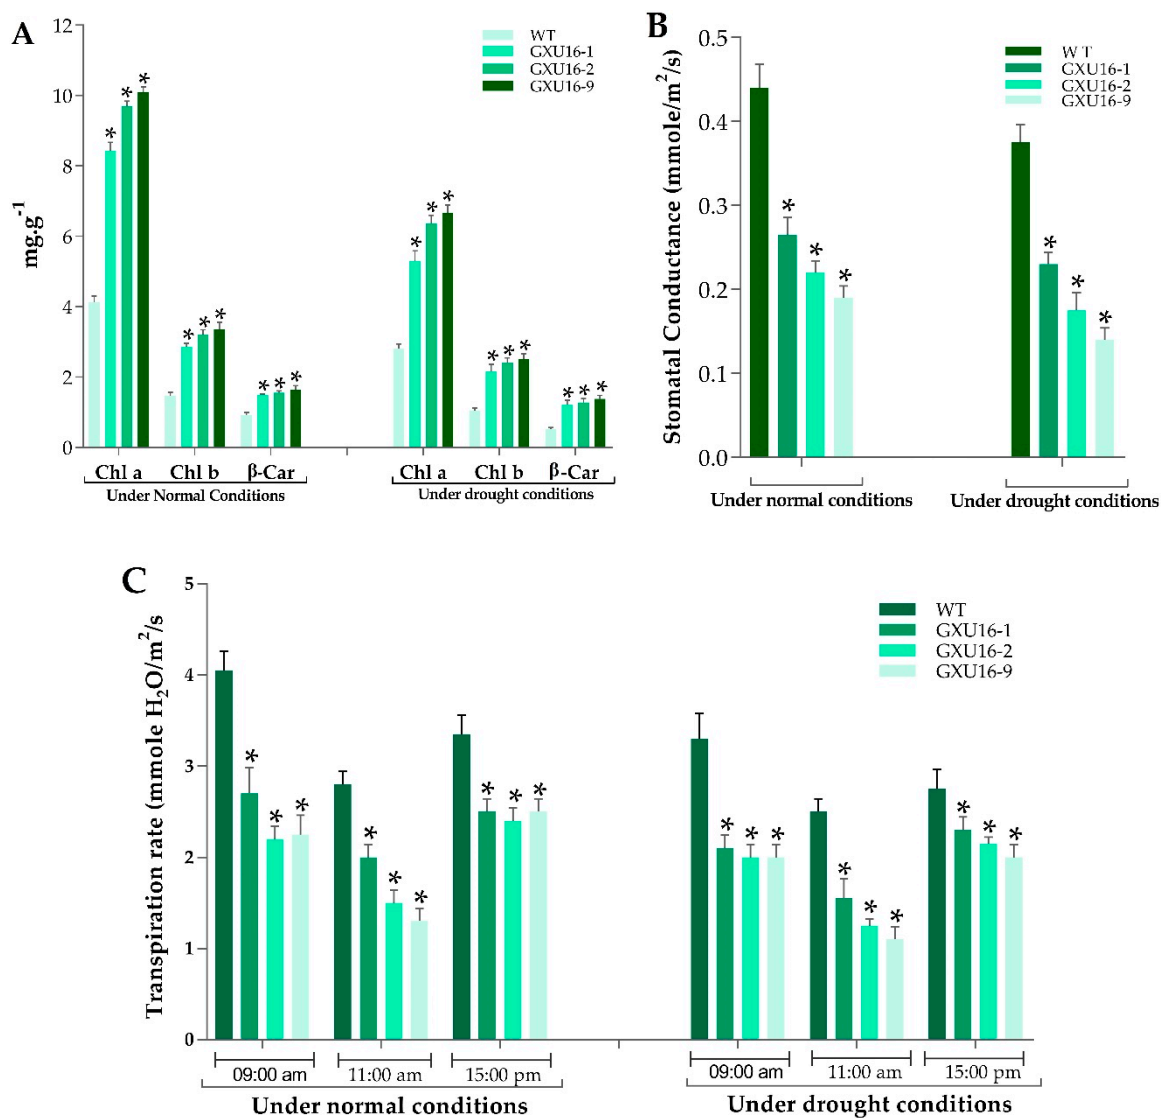 A
12
10
8
6
4
2
0
mg.g⁻¹
WT
GXU16-1
GXU16-2
GXU16-9
* * *
* * *
* * *
* * *
* * *
* * *
Chl a Chl b β-Car
Under Normal Conditions
Chl a Chl b β-Car
Under drought conditions
B
0.5
0.4
0.3
0.2
0.1
0.0
Stomatal Conductance (mmole/m²/s)
WT
GXU16-1
GXU16-2
GXU16-9
* * *
* * *
Under normal conditions
Under drought conditions
C
5
4
3
2
1
0
Transpiration rate (mmole H₂O/m²/s
WT
GXU16-1
GXU16-2
GXU16-9
* * *
* * *
* * *
* * *
* * *
* * *
09:00 am 11:00 am 15:00 pm
Under normal conditions
09:00 am 11:00 am 15:00 pm
Under drought conditions